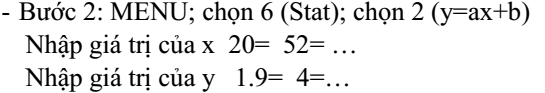 - Bước 2: MENU; chọn 6 (Stat); chọn 2 (y=ax+b)
Nhập giá trị của x 20= 52= …
Nhập giá trị của y 1.9= 4=…